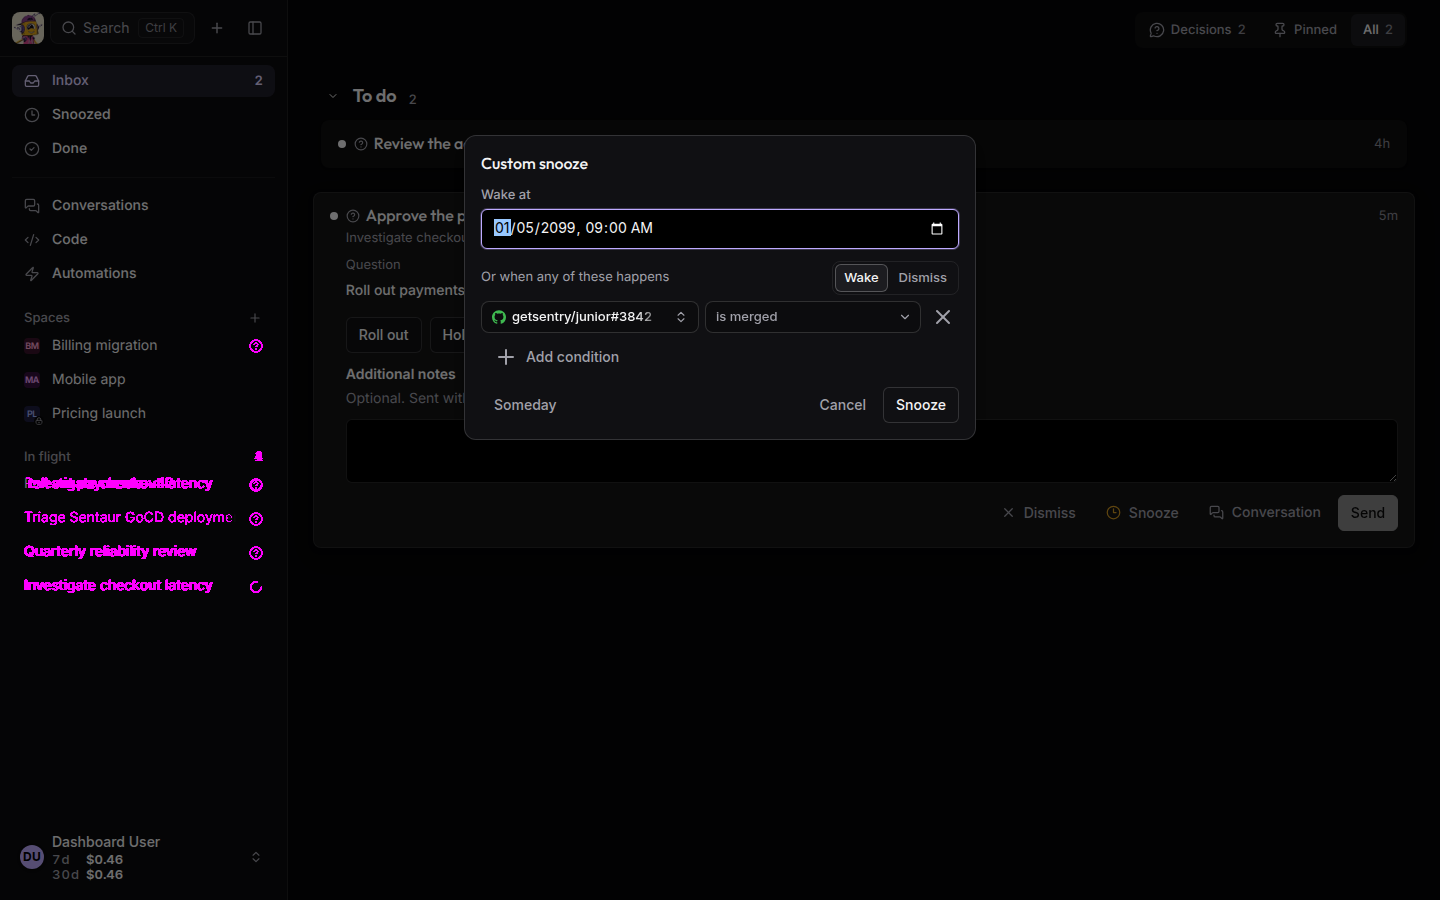 Search Ctrl K
Inbox 2
Snoozed
Done
Conversations
Code
Automations
Spaces
BM Billing migration
MA Mobile app
PL Pricing launch
In flight
Triage Sentaur GoCD deployme
Quarterly reliability review
Investigate checkout latency
DU Dashboard User
7d $0.46
30d $0.46
Decisions 2 Pinned All 2
To do 2
Review the a 4h
Approve the p 5m
Investigate checkou
Question
Roll out payments
Roll out Hol
Additional notes
Optional. Sent wit
Dismiss Snooze Conversation Send
Custom snooze
Wake at
01/05/2099, 09:00 AM
Or when any of these happens Wake Dismiss
getsentry/junior#3842 is merged
Add condition
Someday Cancel Snooze